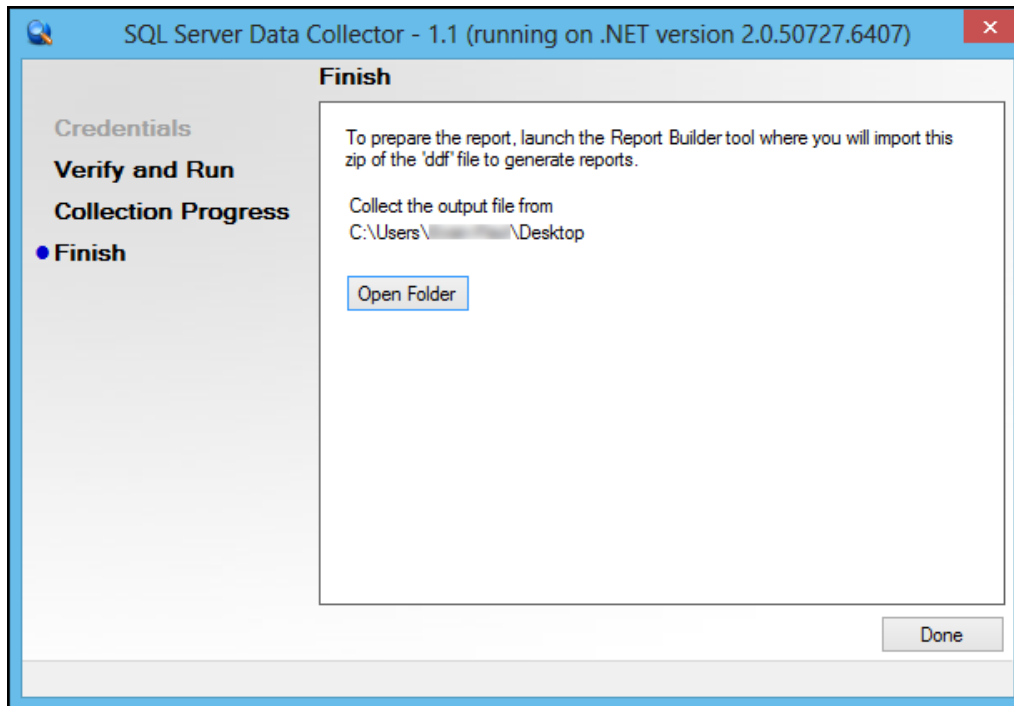 SQL Server Data Collector - 1.1 (running on .NET version 2.0.50727.6407)
Finish
Credentials
Verify and Run
Collection Progress
Finish
To prepare the report, launch the Report Builder tool where you will import this
zip of the 'ddf' file to generate reports.
Collect the output file from
C:\Users\ \Desktop
Open Folder
Done